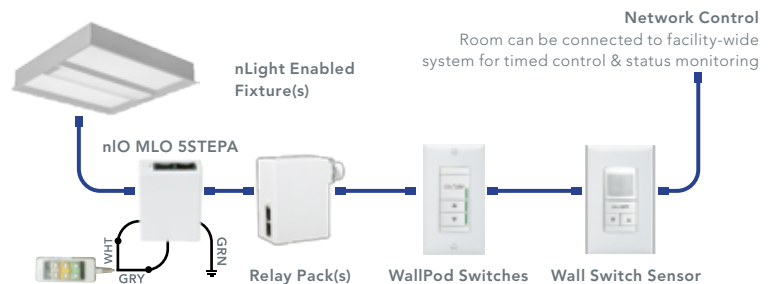 Network Control
Room can be connected to facility-wide
system for timed control & status monitoring
nLight Enabled
Fixture(s)
nIO MLO 5STEPA
WHT
GRY
GRN
Relay Pack(s)
WallPod Switches
Wall Switch Sensor